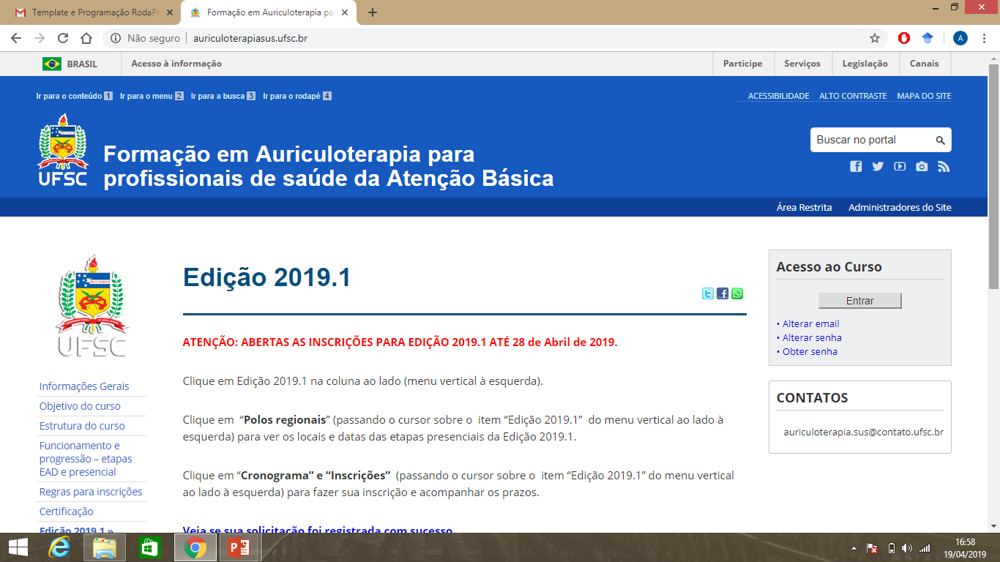 Template e Programação RodaPr
Formação em Auriculoterapia pa
Não seguro
auriculoterapiasus.ufsc.br
A
BRASIL
Acesso à informação
Participe
Serviços
Legislação
Canais
Ir para o conteúdo 1
Ir para o menu 2
Ir para a busca 3
Ir para o rodapé 4
ACESSIBILIDADE
ALTO CONTRASTE
MAPA DO SITE
UFSC
Formação em Auriculoterapia para
profissionais de saúde da Atenção Básica
Buscar no portal
Área Restrita
Administradores do Site
UFSC
Informações Gerais
Objetivo do curso
Estrutura do curso
Funcionamento e
progressão – etapas
EAD e presencial
Regras para inscrições
Certificação
Edição 2019.1 »
Edição 2019.1
ATENÇÃO: ABERTAS AS INSCRIÇÕES PARA EDIÇÃO 2019.1 ATÉ 28 de Abril de 2019.
Clique em Edição 2019.1 na coluna ao lado (menu vertical à esquerda).
Clique em “Polos regionais” (passando o cursor sobre o item “Edição 2019.1” do menu vertical ao lado à
esquerda) para ver os locais e datas das etapas presenciais da Edição 2019.1.
Clique em “Cronograma” e “Inscrições” (passando o cursor sobre o item “Edição 2019.1” do menu vertical
ao lado à esquerda) para fazer sua inscrição e acompanhar os prazos.
Veja se sua solicitação foi registrada com sucesso
Acesso ao Curso
Entrar
• Alterar email
• Alterar senha
• Obter senha
CONTATOS
auriculoterapia.sus@contato.ufsc.br
16:58
19/04/2019